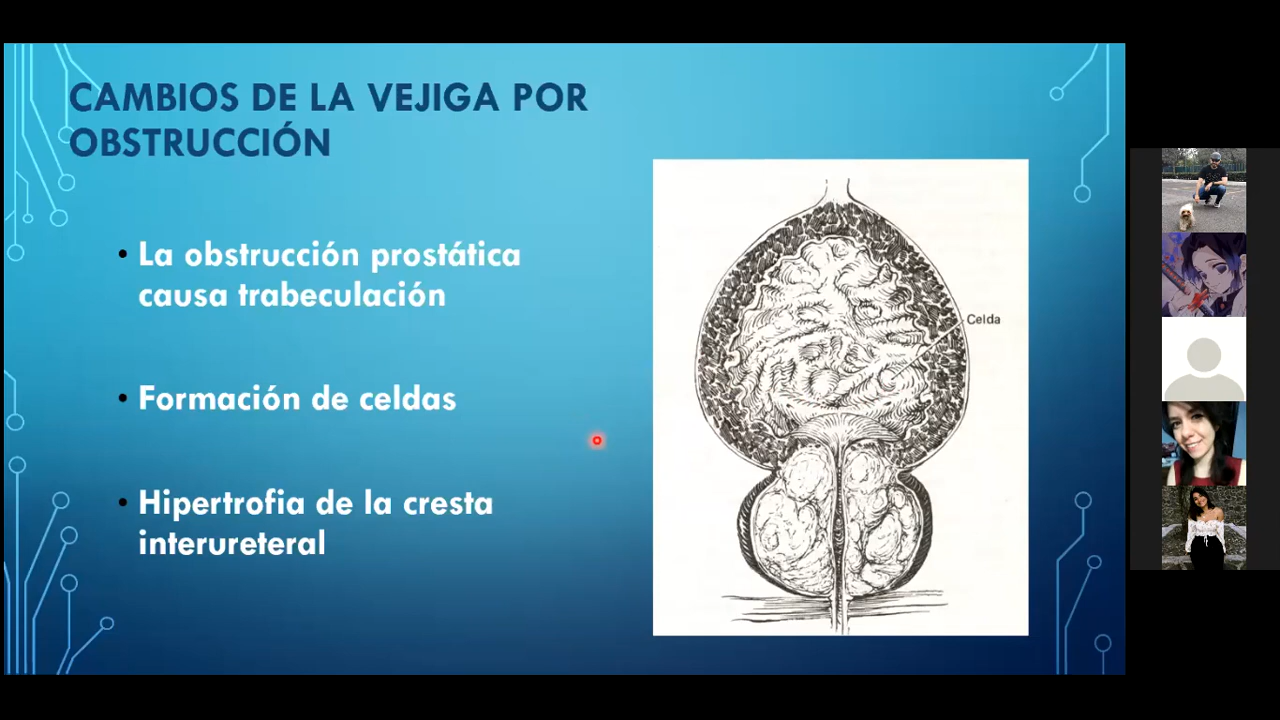 CAMBIOS DE LA VEJIGA POR
OBSTRUCCIÓN
• La obstrucción prostática
causa trabeculación
• Formación de celdas
• Hipertrofia de la cresta
interureteral
Celda